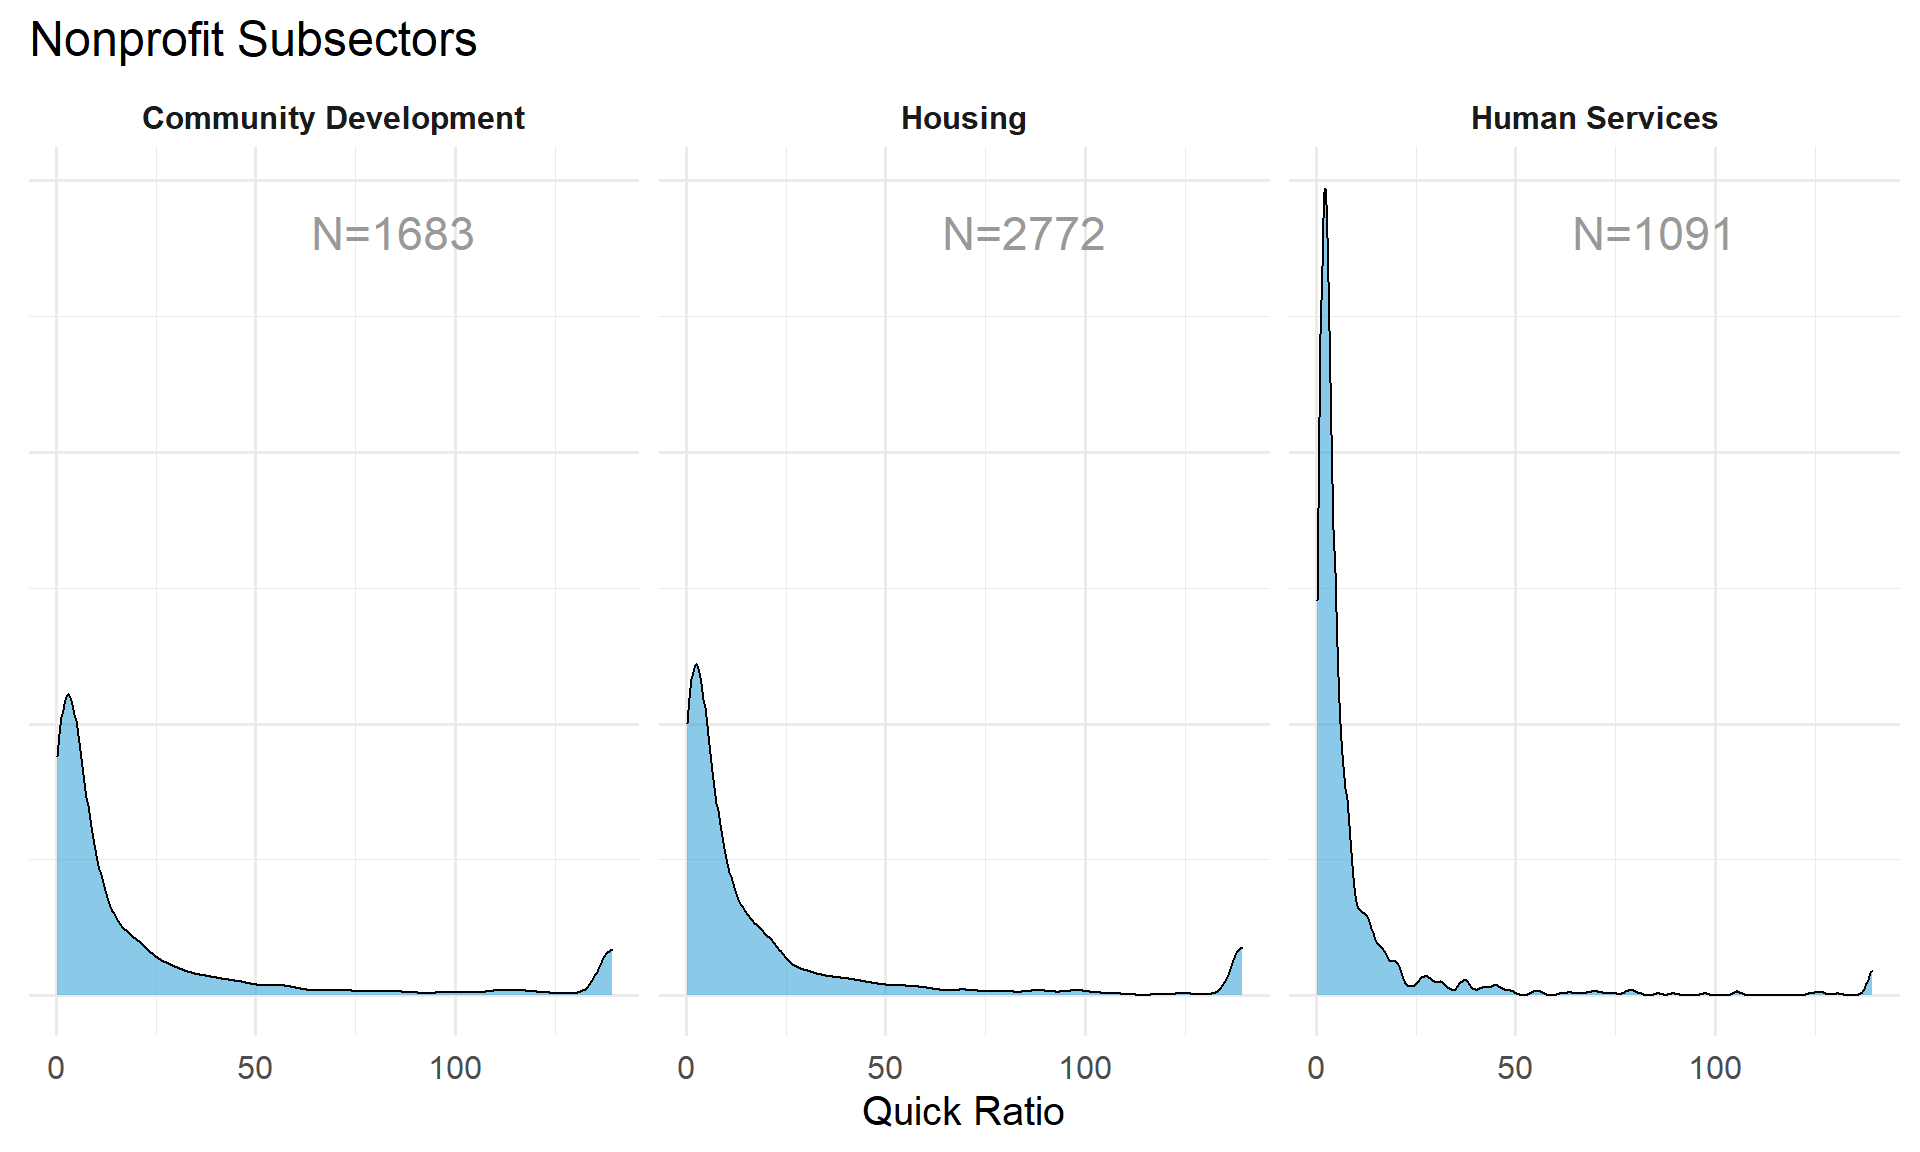 Nonprofit Subsectors
Community Development Housing Human Services
N=1683 N=2772 N=1091
0 50 100 0 50 100 0 50 100
Quick Ratio